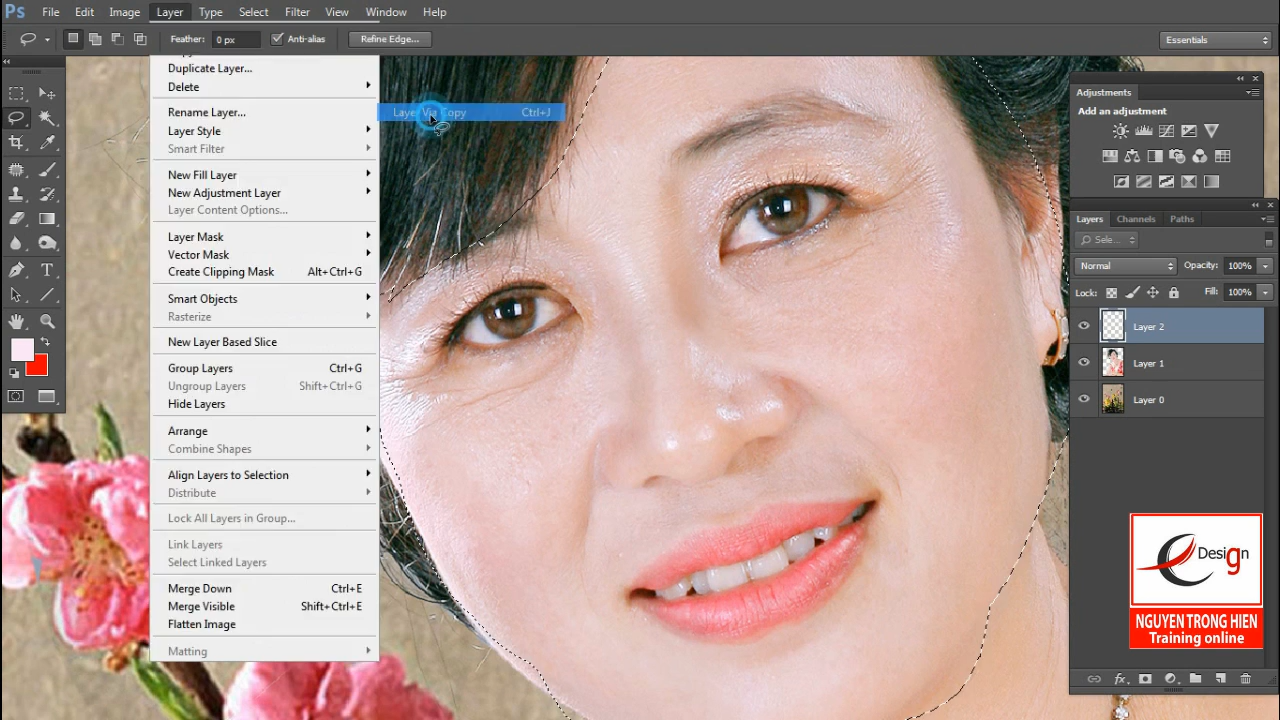 Ps File Edit Image Layer Type Select Filter View Window Help
Feather: 0 px Anti-alias Refine Edge... Essentials
Duplicate Layer...
Delete
Rename Layer...
Layer Via Copy Ctrl+J
Layer Style
Smart Filter
New Fill Layer
New Adjustment Layer
Layer Content Options...
Layer Mask
Vector Mask
Create Clipping Mask Alt+Ctrl+G
Smart Objects
Rasterize
New Layer Based Slice
Group Layers Ctrl+G
Ungroup Layers Shift+Ctrl+G
Hide Layers
Arrange
Combine Shapes
Align Layers to Selection
Distribute
Lock All Layers in Group...
Link Layers
Select Linked Layers
Merge Down Ctrl+E
Merge Visible Shift+Ctrl+E
Flatten Image
Matting
Adjustments
Add an adjustment
Layers Channels Paths
Sele...
Normal Opacity: 100%
Lock: Fill: 100%
Layer 2
Layer 1
Layer 0
Design
NGUYEN TRONG HIEN
Training online